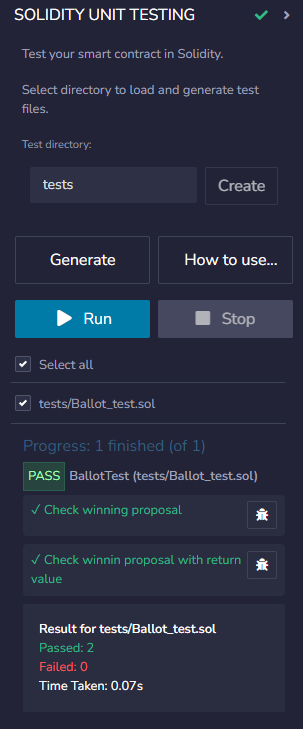 SOLIDITY UNIT TESTING
Test your smart contract in Solidity.
Select directory to load and generate test
files.
Test directory:
tests
Create
Generate
How to use...
Run
Stop
Select all
tests/Ballot_test.sol
Progress: 1 finished (of 1)
PASS BallotTest (tests/Ballot_test.sol)
✓ Check winning proposal
✓ Check winnin proposal with return
value
Result for tests/Ballot_test.sol
Passed: 2
Failed: 0
Time Taken: 0.07s